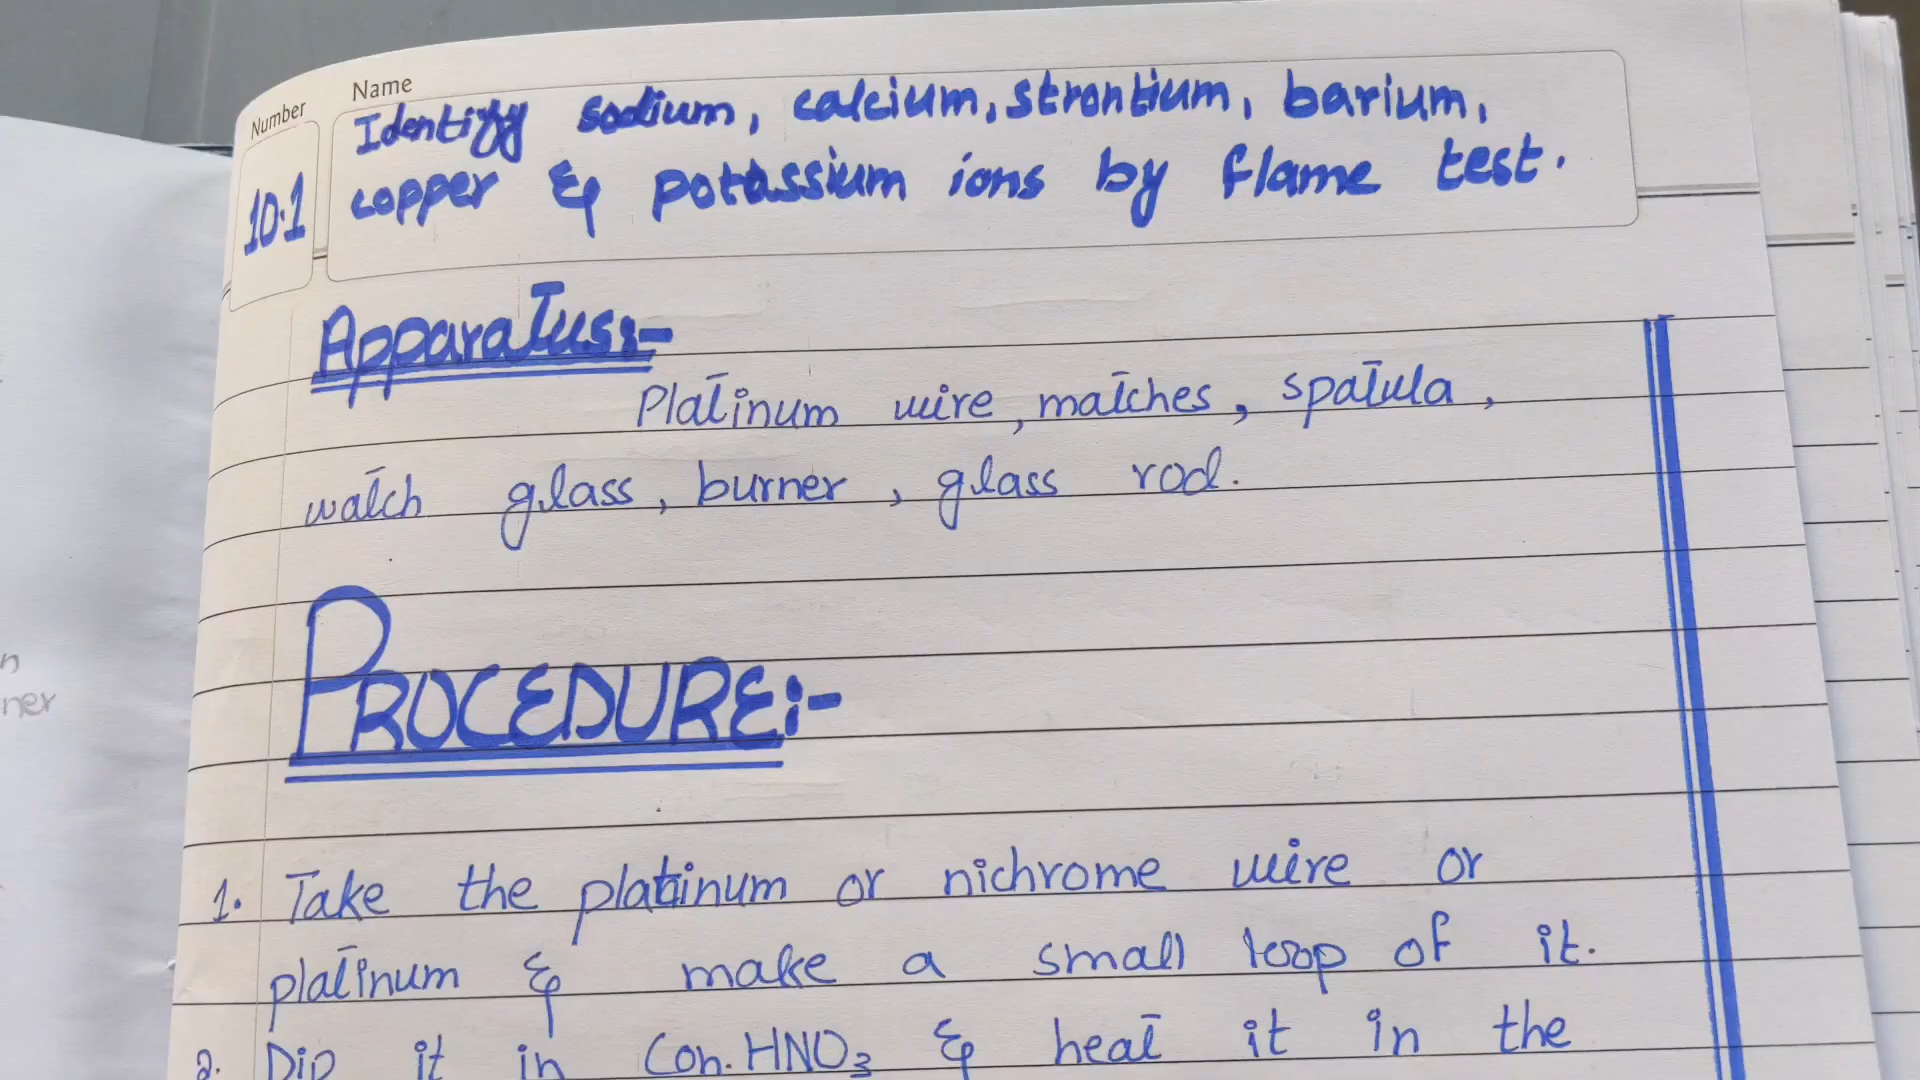 Number
Name
10.1
Identify sodium, calcium, strontium, barium,
copper & potassium ions by flame test.
Apparatus:-
Platinum wire, matches, spatula,
watch glass, burner, glass rod.
PROCEDURE:-
1. Take the platinum or nichrome wire or
platinum & make a small loop of it.
2. Dip it in Con. HNO₃ & heat it in the
n
ner